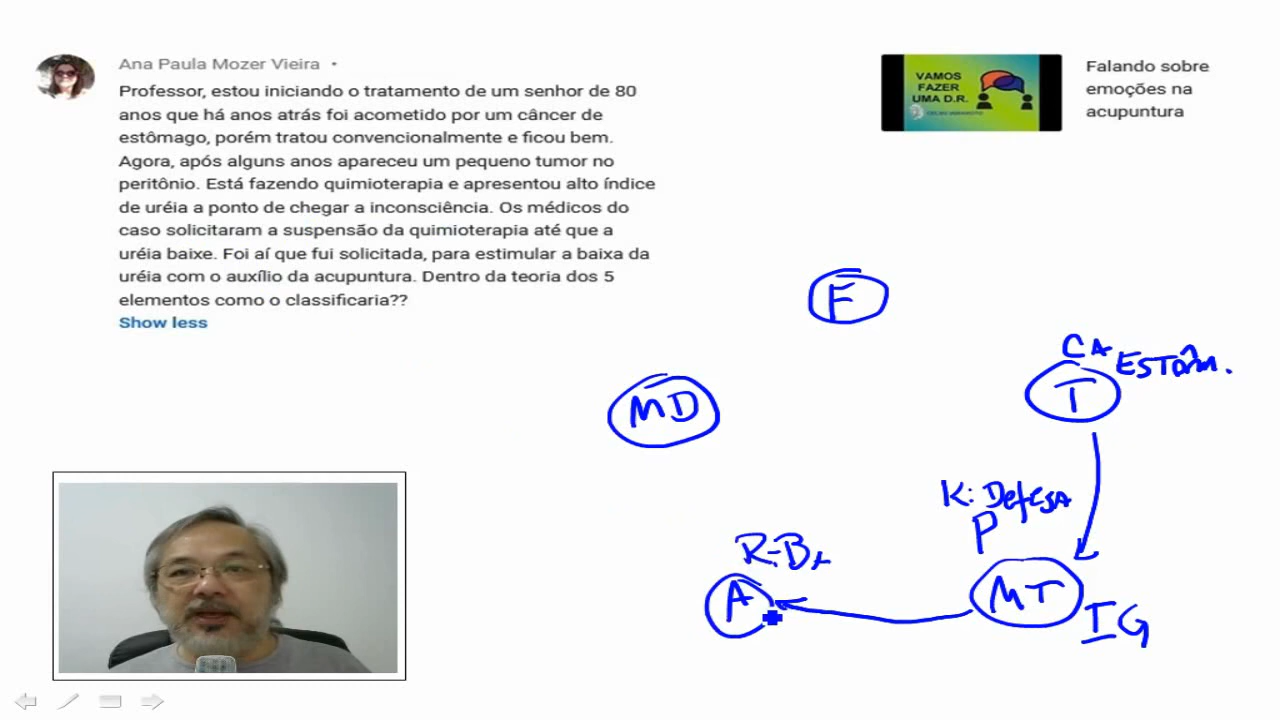 Ana Paula Mozer Vieira •
Professor, estou iniciando o tratamento de um senhor de 80
anos que há anos atrás foi acometido por um câncer de
estômago, porém tratou convencionalmente e ficou bem.
Agora, após alguns anos apareceu um pequeno tumor no
peritônio. Está fazendo quimioterapia e apresentou alto índice
de uréia a ponto de chegar a inconsciência. Os médicos do
caso solicitaram a suspensão da quimioterapia até que a
uréia baixe. Foi aí que fui solicitada, para estimular a baixa da
uréia com o auxílio da acupuntura. Dentro da teoria dos 5
elementos como o classificaria??
Show less
VAMOS
FAZER
UMA D.R.
Falando sobre
emoções na
acupuntura
F
CA
ESTÔM.
T
MD
K: Defesa
P
R-Bx
A
MT
IG